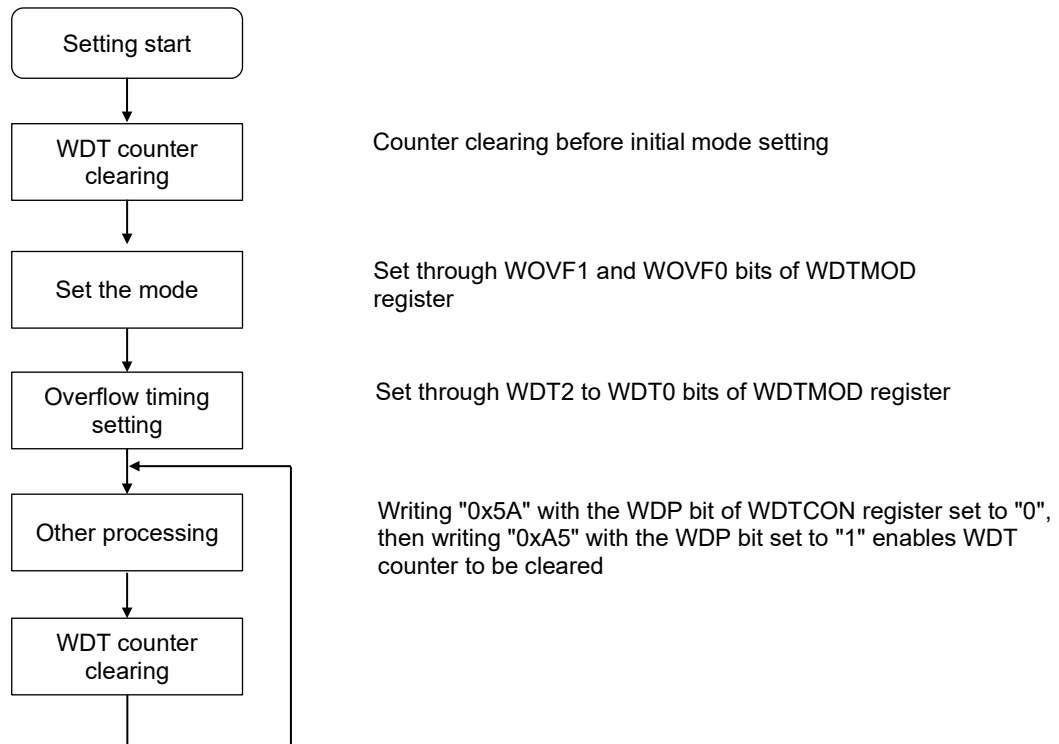 Setting start
WDT counter
clearing
Counter clearing before initial mode setting
Set the mode
Set through WOVF1 and WOVF0 bits of WDTMOD
register
Overflow timing
setting
Set through WDT2 to WDT0 bits of WDTMOD register
Other processing
Writing "0x5A" with the WDP bit of WDTCON register set to "0",
then writing "0xA5" with the WDP bit set to "1" enables WDT
counter to be cleared
WDT counter
clearing